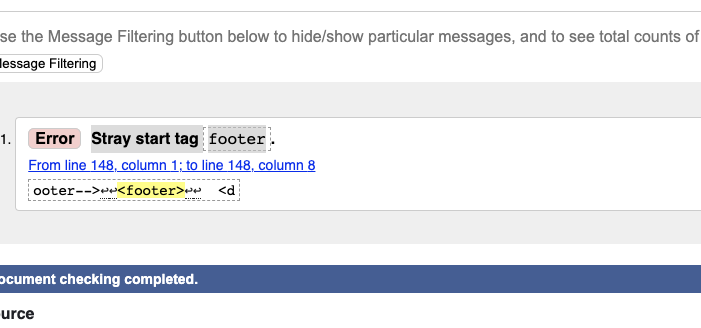 se the Message Filtering button below to hide/show particular messages, and to see total counts of
essage Filtering
1. Error Stray start tag footer.
From line 148, column 1; to line 148, column 8
ooter-->↩↩<footer>↩↩  <d
ocument checking completed.
urce